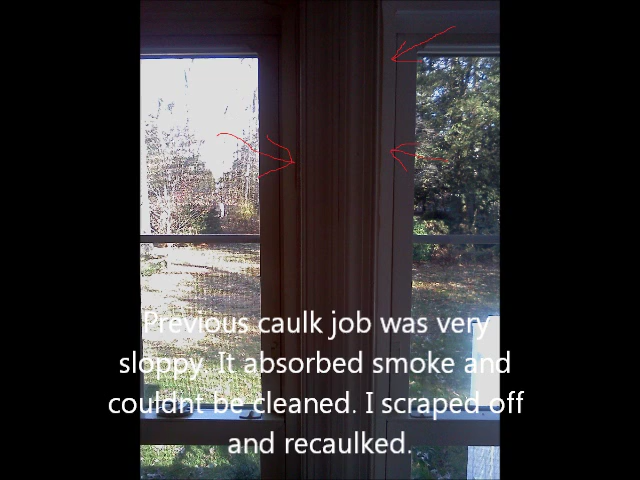 Previous caulk job was very
sloppy. It absorbed smoke and
couldnt be cleaned. I scraped off
and recaulked.